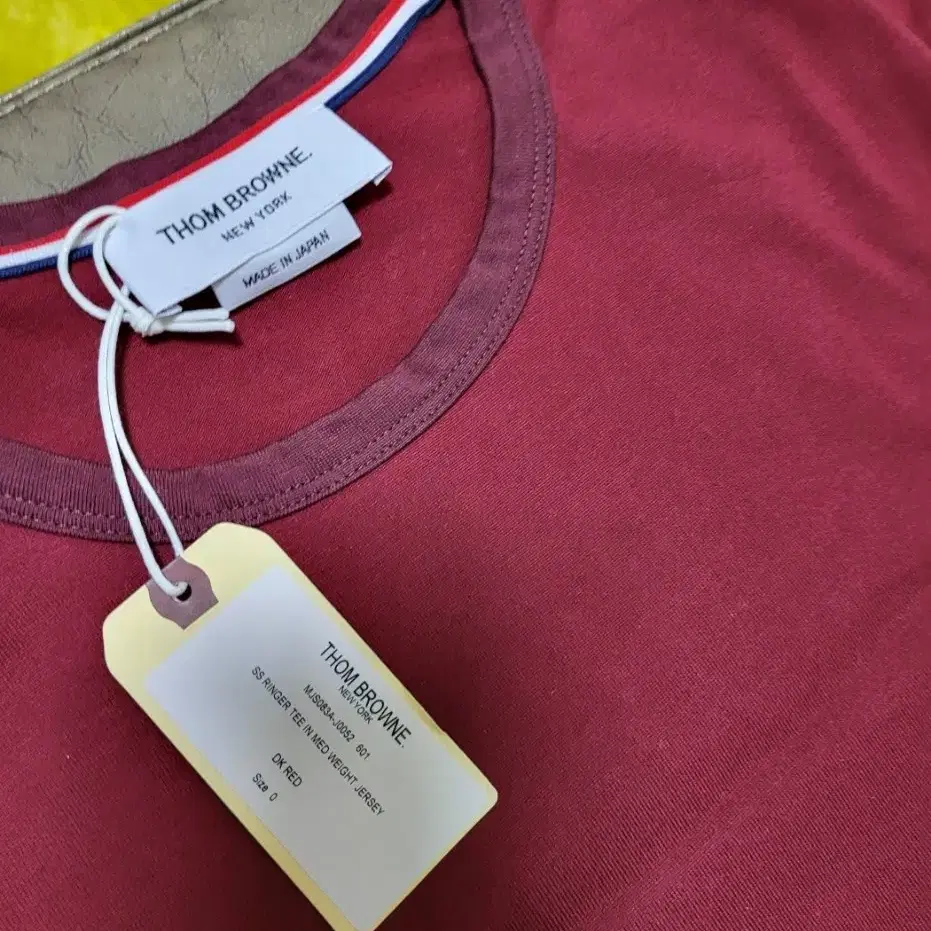 THOM BROWNE.
NEW YORK
MADE IN JAPAN
THOM BROWNE.
NEW YORK
MJS083A-J0052 601
SS RINGER TEE IN MED WEIGHT JERSEY
DK RED
Size 0